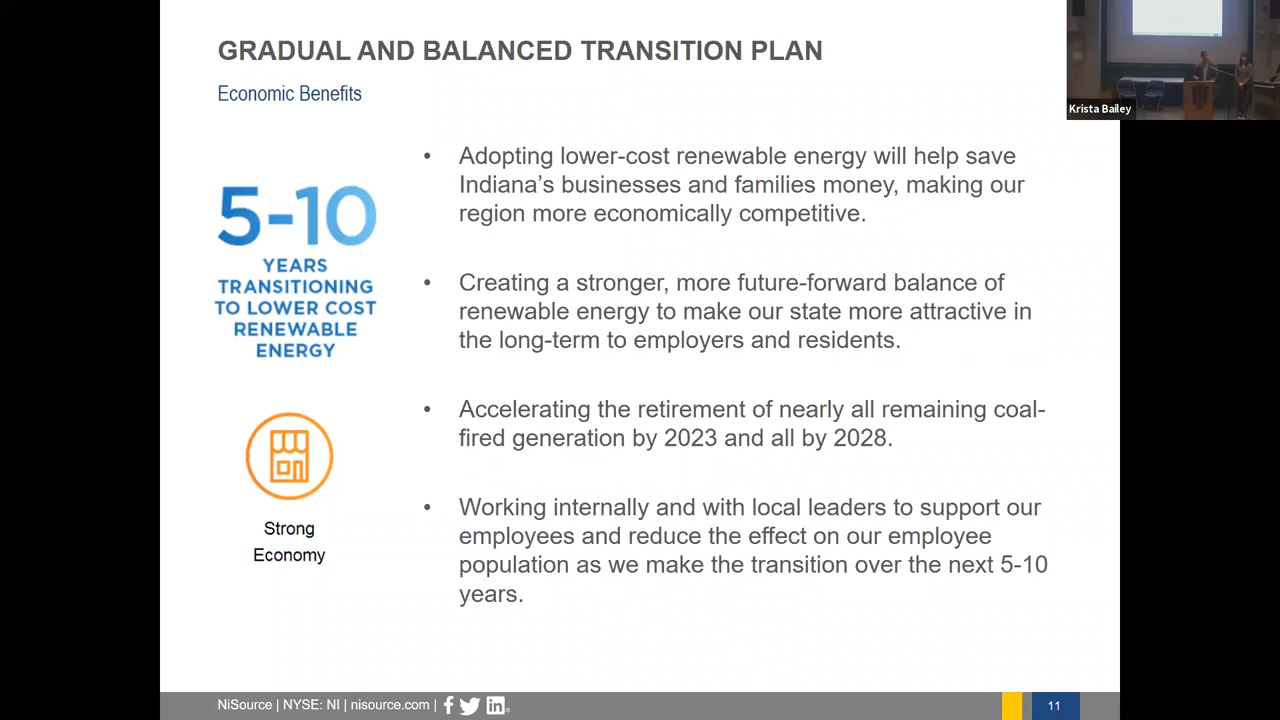 GRADUAL AND BALANCED TRANSITION PLAN
Economic Benefits
Krista Bailey
5-10
YEARS
TRANSITIONING
TO LOWER COST
RENEWABLE
ENERGY
Strong
Economy
• Adopting lower-cost renewable energy will help save
Indiana’s businesses and families money, making our
region more economically competitive.
• Creating a stronger, more future-forward balance of
renewable energy to make our state more attractive in
the long-term to employers and residents.
• Accelerating the retirement of nearly all remaining coal-
fired generation by 2023 and all by 2028.
• Working internally and with local leaders to support our
employees and reduce the effect on our employee
population as we make the transition over the next 5-10
years.
NiSource | NYSE: NI | nisource.com |
11